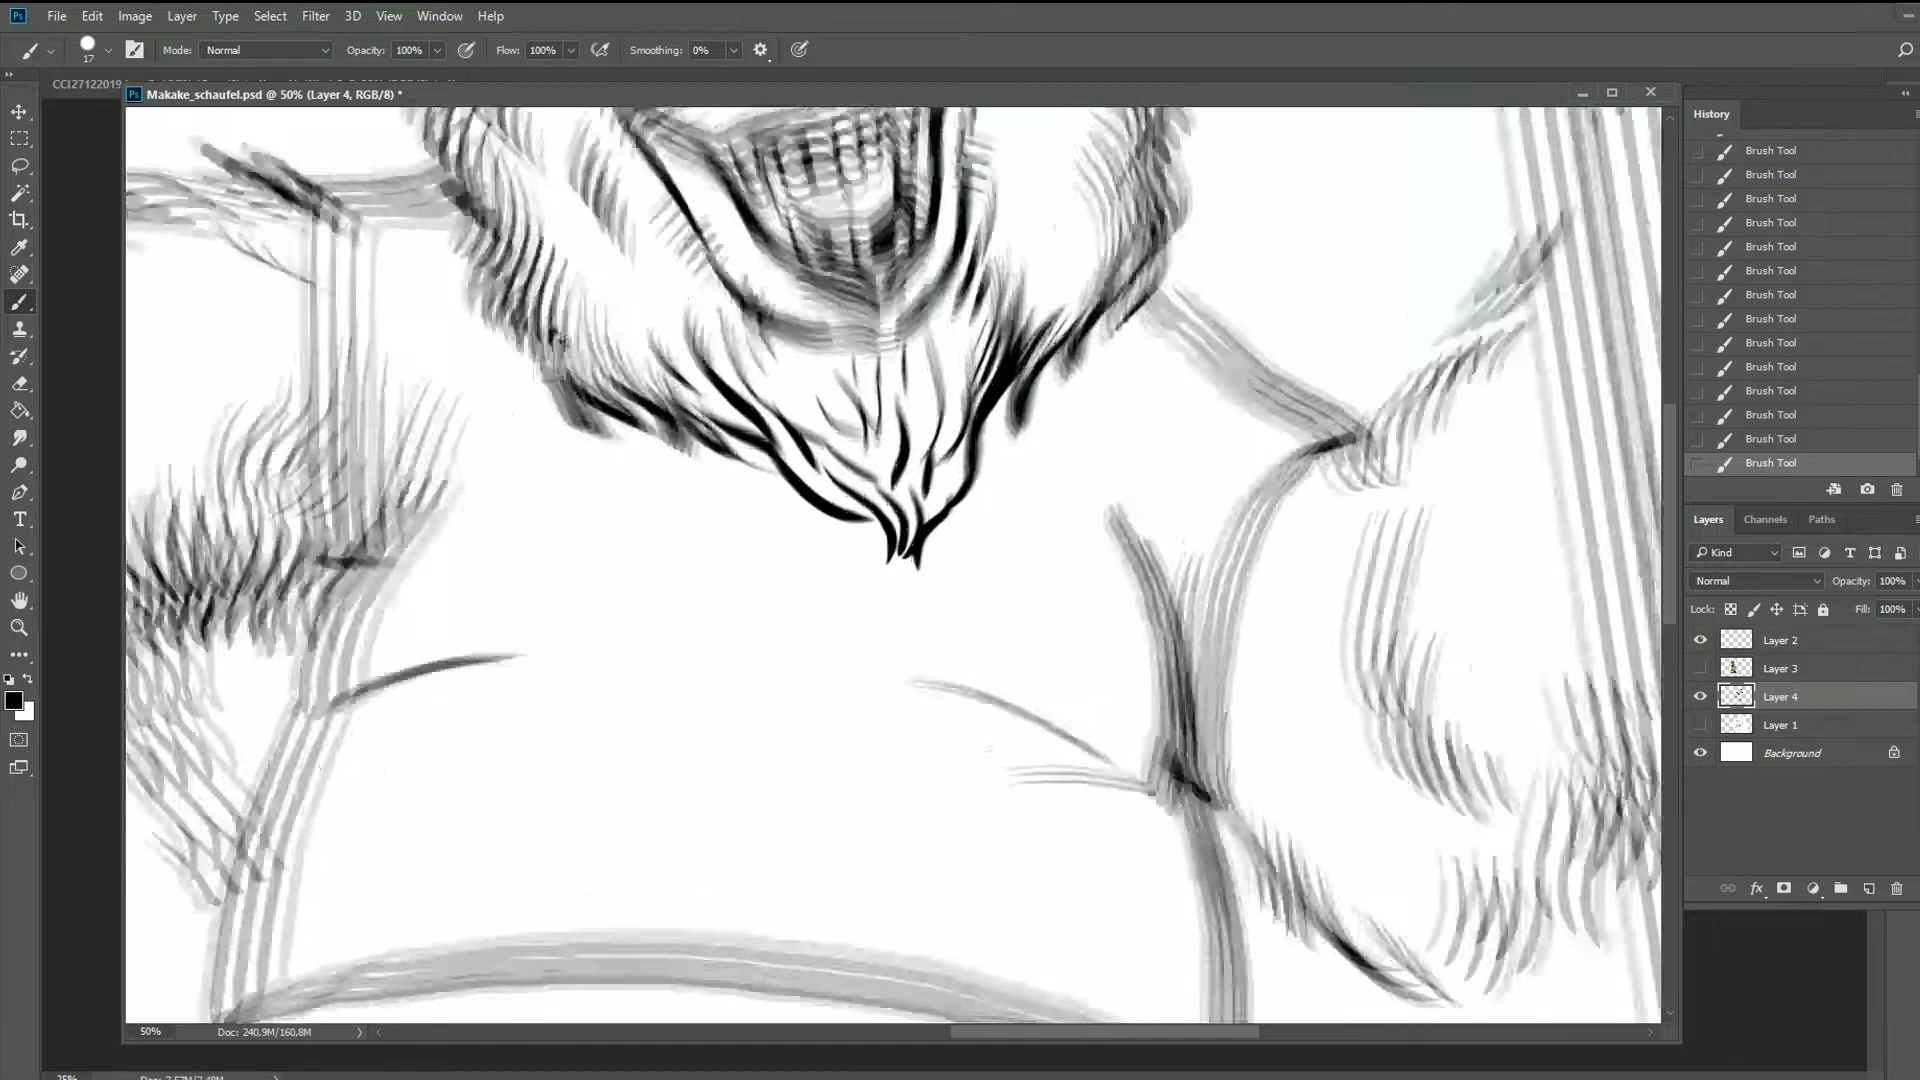 Ps File Edit Image Layer Type Select Filter 3D View Window Help
17 Mode: Normal Opacity: 100% Flow: 100% Smoothing: 0%
CCI27122019
Ps Makake_schaufel.psd @ 50% (Layer 4, RGB/8) *
History
Brush Tool
Brush Tool
Brush Tool
Brush Tool
Brush Tool
Brush Tool
Brush Tool
Brush Tool
Brush Tool
Brush Tool
Brush Tool
Brush Tool
Brush Tool
Brush Tool
Layers Channels Paths
Kind T
Normal Opacity: 100%
Lock: Fill: 100%
Layer 2
Layer 3
Layer 4
Layer 1
Background
fx
T
50% Doc: 240,9M/160,8M